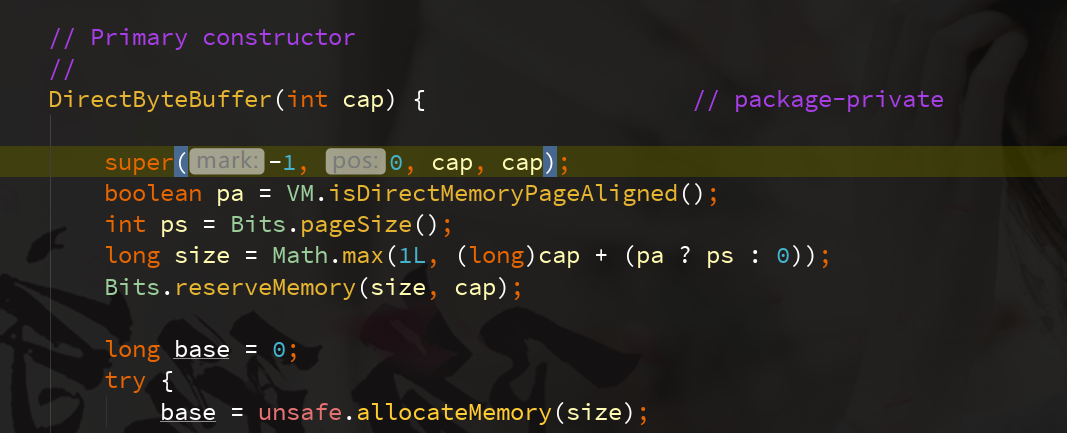 // Primary constructor
//
DirectByteBuffer(int cap) {                   // package-private
super(mark: -1, pos: 0, cap, cap);
boolean pa = VM.isDirectMemoryPageAligned();
int ps = Bits.pageSize();
long size = Math.max(1L, (long)cap + (pa ? ps : 0));
Bits.reserveMemory(size, cap);
long base = 0;
try {
base = unsafe.allocateMemory(size);